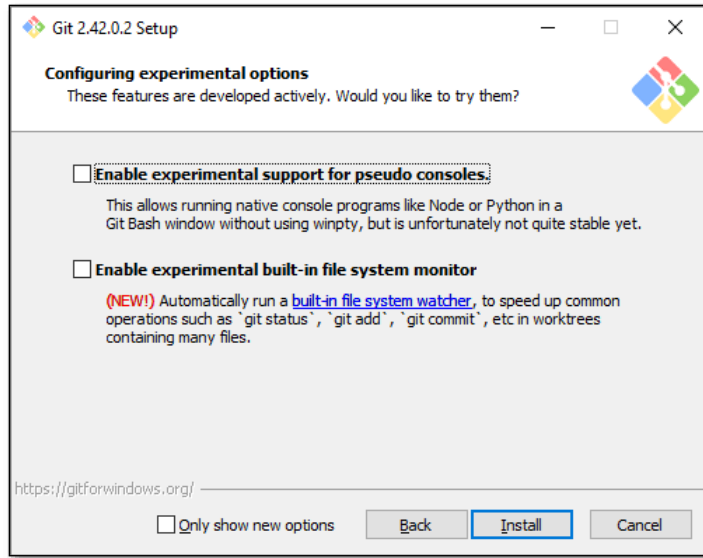 Git 2.42.0.2 Setup
Configuring experimental options
These features are developed actively. Would you like to try them?
Enable experimental support for pseudo consoles.
This allows running native console programs like Node or Python in a
Git Bash window without using winpty, but is unfortunately not quite stable yet.
Enable experimental built-in file system monitor
(NEW!) Automatically run a built-in file system watcher, to speed up common
operations such as `git status`, `git add`, `git commit`, etc in worktrees
containing many files.
https://gitforwindows.org/
Only show new options Back Install Cancel